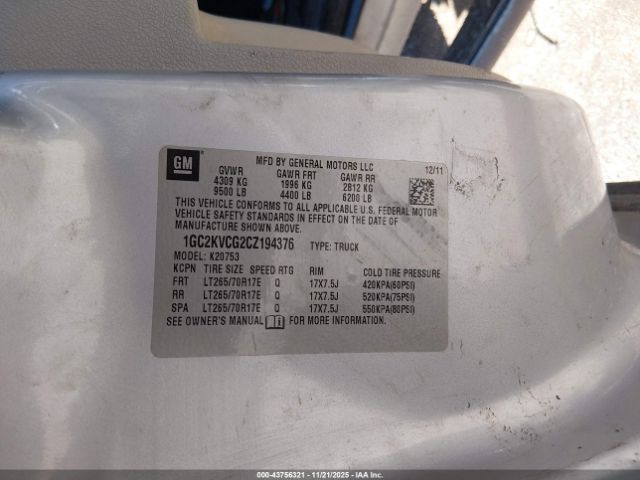 GM
MFD BY GENERAL MOTORS LLC
12/11
GVWR GAWR FRT GAWR RR
4309 KG 1996 KG 2812 KG
9500 LB 4400 LB 6200 LB
THIS VEHICLE CONFORMS TO ALL APPLICABLE U.S. FEDERAL MOTOR
VEHICLE SAFETY STANDARDS IN EFFECT ON THE DATE OF
MANUFACTURE SHOWN ABOVE.
1GC2KVCG2CZ194376 TYPE: TRUCK
MODEL: K20753
KCPN TIRE SIZE SPEED RTG RIM COLD TIRE PRESSURE
FRT LT265/70R17E Q 17X7.5J 420KPA(60PSI)
RR LT265/70R17E Q 17X7.5J 520KPA(75PSI)
SPA LT265/70R17E Q 17X7.5J 550KPA(80PSI)
SEE OWNER'S MANUAL FOR MORE INFORMATION.
Own: 000-43756321 - 11/21/2025 - IAAI.com